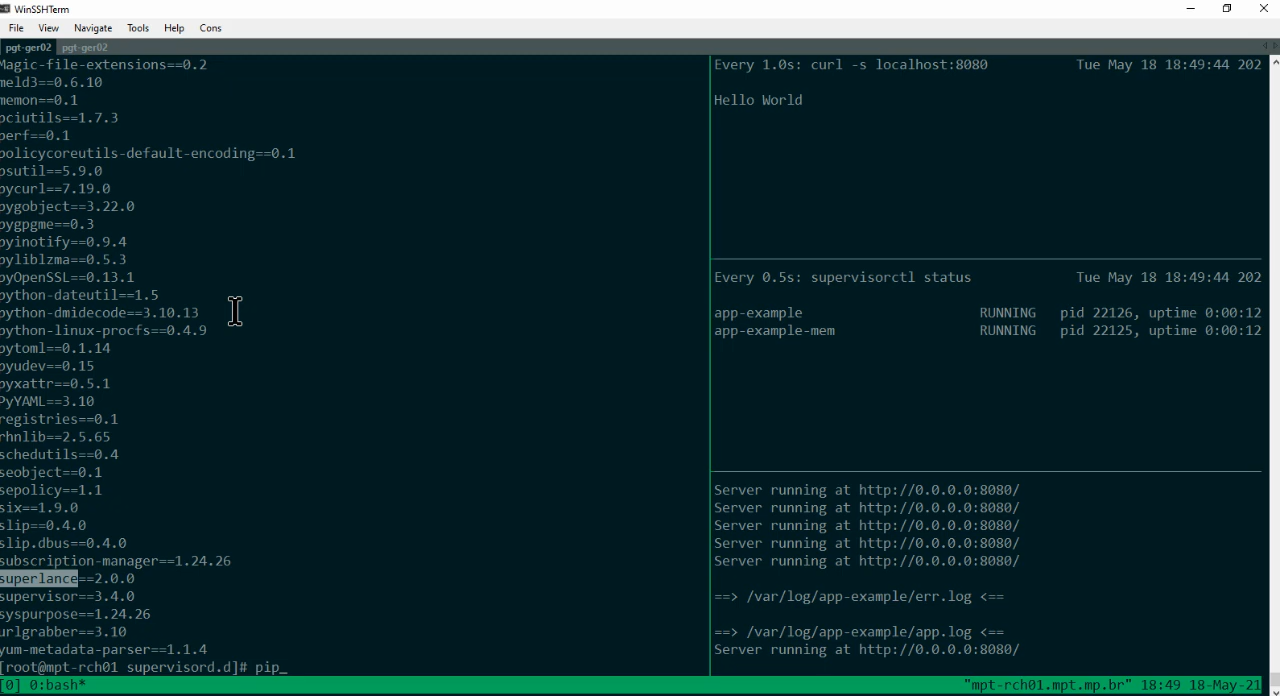 WinSSHTerm
File View Navigate Tools Help Cons
pgt-ger02 pgt-ger02
Magic-file-extensions==0.2
meld3==0.6.10
memon==0.1
pciutils==1.7.3
perf==0.1
policycoreutils-default-encoding==0.1
psutil==5.9.0
pycurl==7.19.0
pygobject==3.22.0
pygpgme==0.3
pyinotify==0.9.4
pyliblzma==0.5.3
pyOpenSSL==0.13.1
python-dateutil==1.5
python-dmidecode==3.10.13
python-linux-procfs==0.4.9
pytoml==0.1.14
pyudev==0.15
pyxattr==0.5.1
PyYAML==3.10
registries==0.1
rhnlib==2.5.65
schedutils==0.4
seobject==0.1
sepolicy==1.1
six==1.9.0
slip==0.4.0
slip.dbus==0.4.0
subscription-manager==1.24.26
superlance==2.0.0
supervisor==3.4.0
syspurpose==1.24.26
urlgrabber==3.10
yum-metadata-parser==1.1.4
[root@mpt-rch01 supervisord.d]# pip_
Every 1.0s: curl -s localhost:8080 Tue May 18 18:49:44 202
Hello World
Every 0.5s: supervisorctl status Tue May 18 18:49:44 202
app-example RUNNING pid 22126, uptime 0:00:12
app-example-mem RUNNING pid 22125, uptime 0:00:12
Server running at http://0.0.0.0:8080/
Server running at http://0.0.0.0:8080/
Server running at http://0.0.0.0:8080/
Server running at http://0.0.0.0:8080/
Server running at http://0.0.0.0:8080/
==> /var/log/app-example/err.log <==
==> /var/log/app-example/app.log <==
Server running at http://0.0.0.0:8080/
[0] 0:bash* "mpt-rch01.mpt.mp.br" 18:49 18-May-21